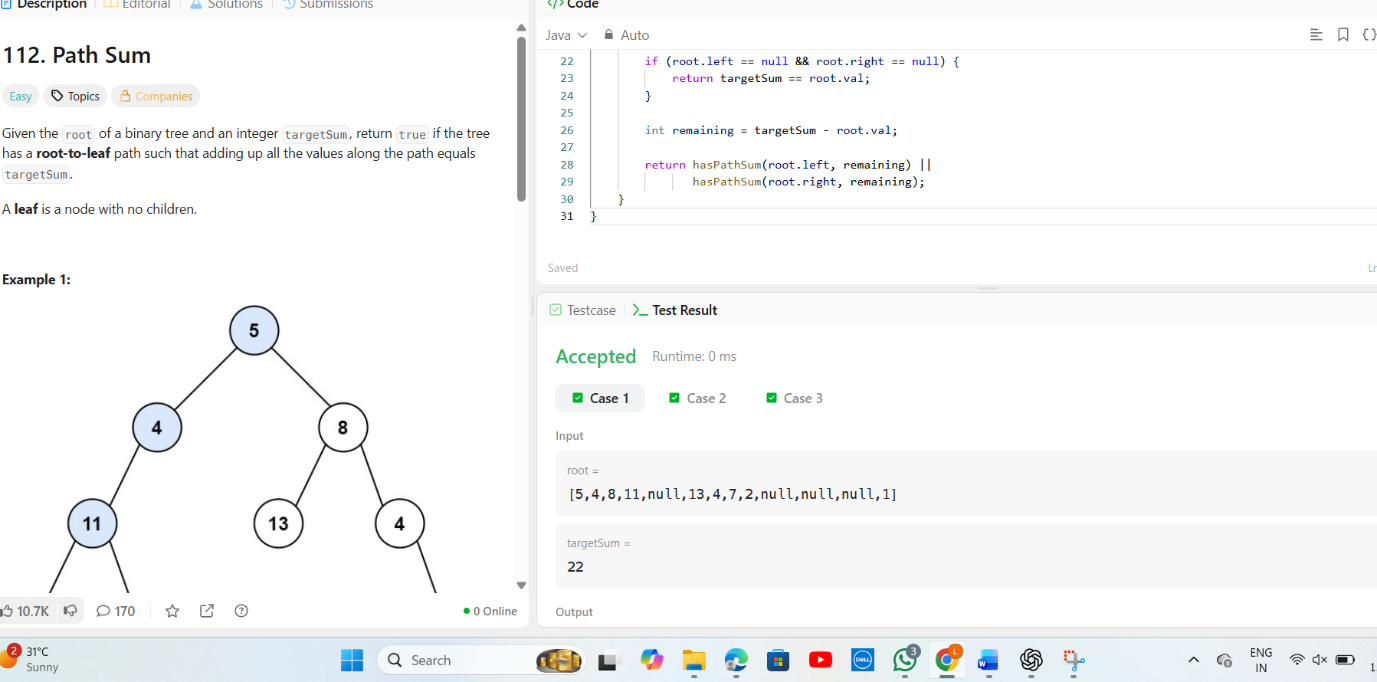 Description
Editorial
Solutions
Submissions
112. Path Sum
Easy
Topics
Companies
Given the root of a binary tree and an integer targetSum, return true if the tree
has a root-to-leaf path such that adding up all the values along the path equals
targetSum.
A leaf is a node with no children.
Example 1:
5
4
8
11
13
4
10.7K
170
0 Online
Code
Java
Auto
22 if (root.left == null && root.right == null) {
23 return targetSum == root.val;
24 }
25
26 int remaining = targetSum - root.val;
27
28 return hasPathSum(root.left, remaining) ||
29 hasPathSum(root.right, remaining);
30 }
31 }
Saved
Testcase
Test Result
Accepted
Runtime: 0 ms
Case 1
Case 2
Case 3
Input
root =
[5,4,8,11,null,13,4,7,2,null,null,null,1]
targetSum =
22
Output
2
31°C
Sunny
Search
DELL
3
L
W
ENG
IN